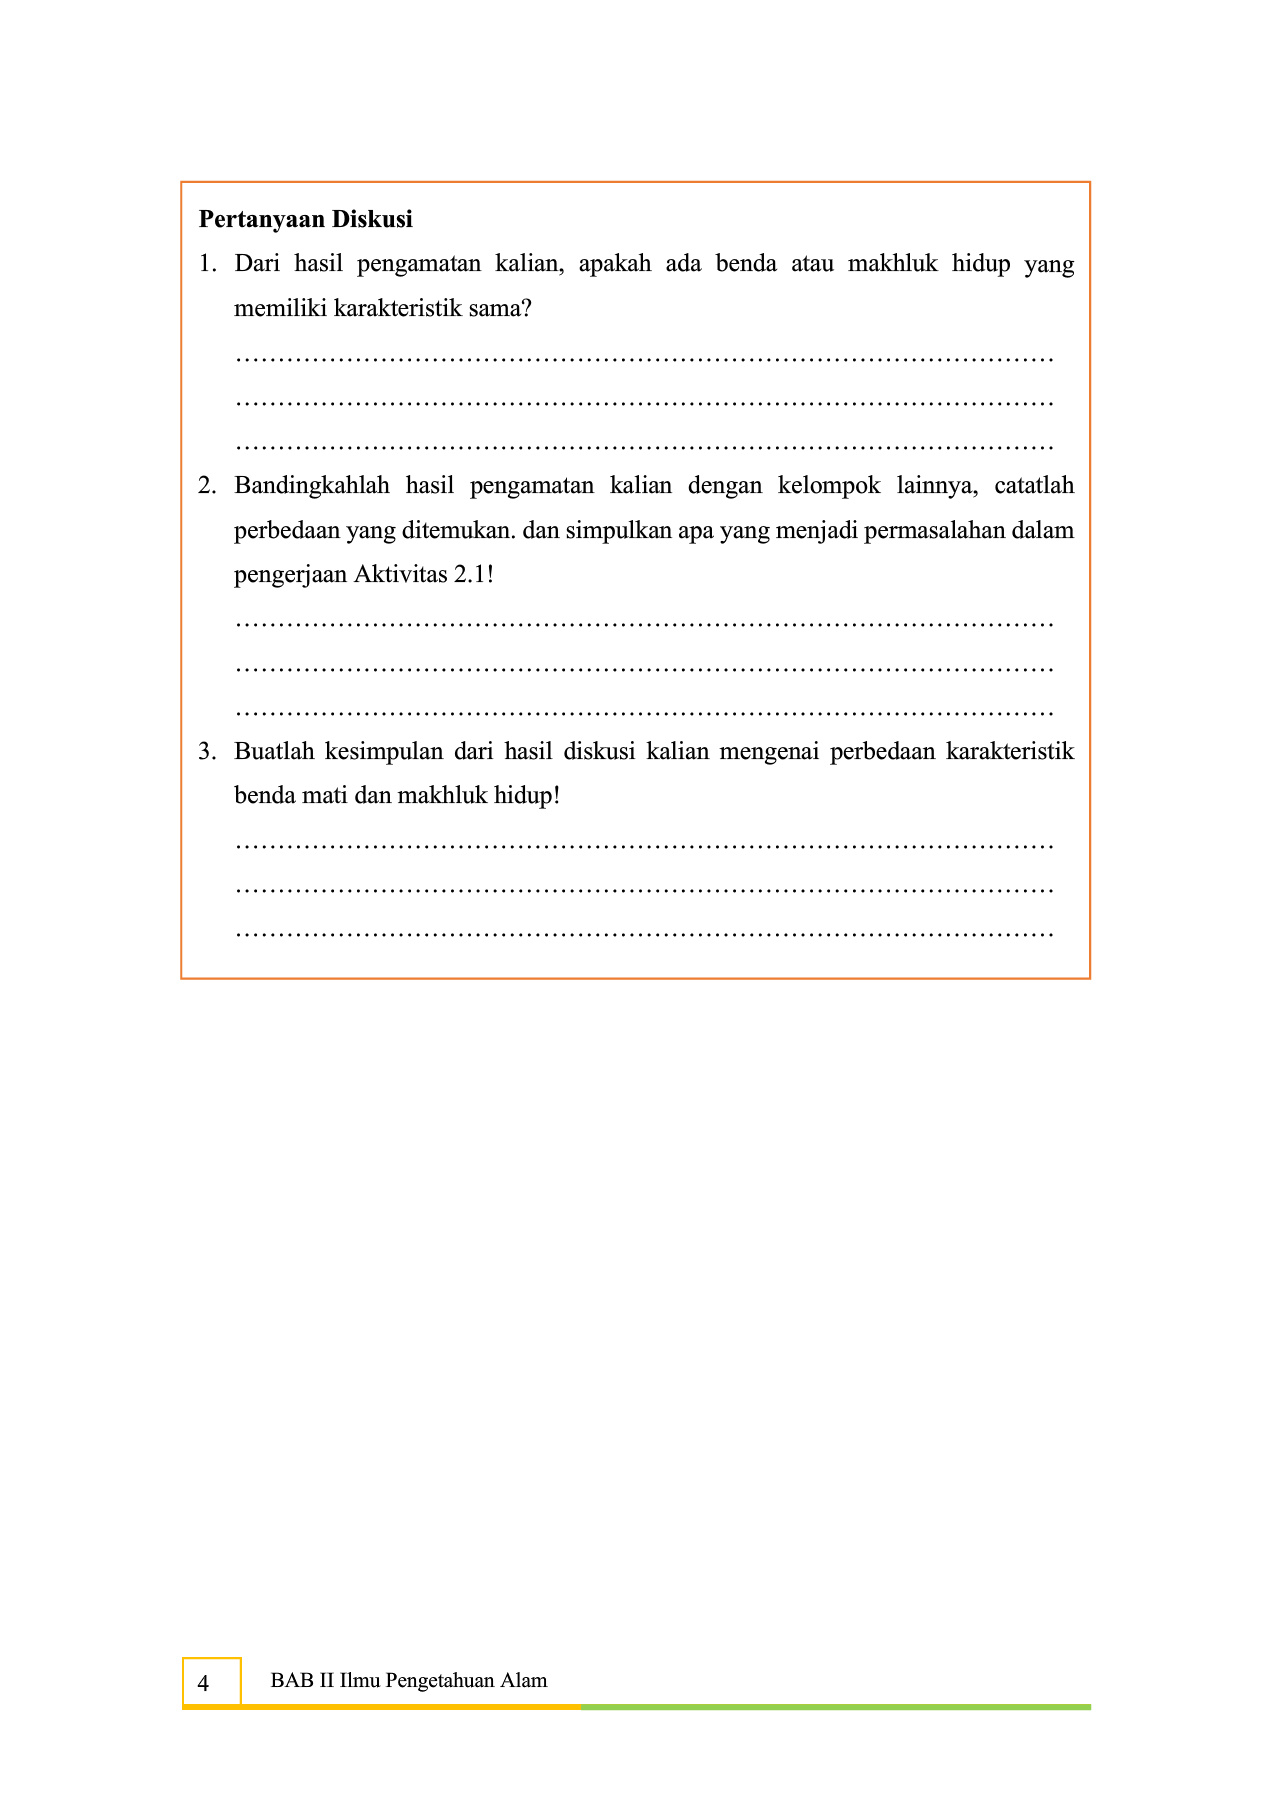 Pertanyaan Diskusi
1. Dari hasil pengamatan kalian, apakah ada benda atau makhluk hidup yang
memiliki karakteristik sama?
……………………………………………………………………………………
……………………………………………………………………………………
……………………………………………………………………………………
2. Bandingkahlah hasil pengamatan kalian dengan kelompok lainnya, catatlah
perbedaan yang ditemukan. dan simpulkan apa yang menjadi permasalahan dalam
pengerjaan Aktivitas 2.1!
……………………………………………………………………………………
……………………………………………………………………………………
……………………………………………………………………………………
3. Buatlah kesimpulan dari hasil diskusi kalian mengenai perbedaan karakteristik
benda mati dan makhluk hidup!
……………………………………………………………………………………
……………………………………………………………………………………
……………………………………………………………………………………
4 BAB II Ilmu Pengetahuan Alam